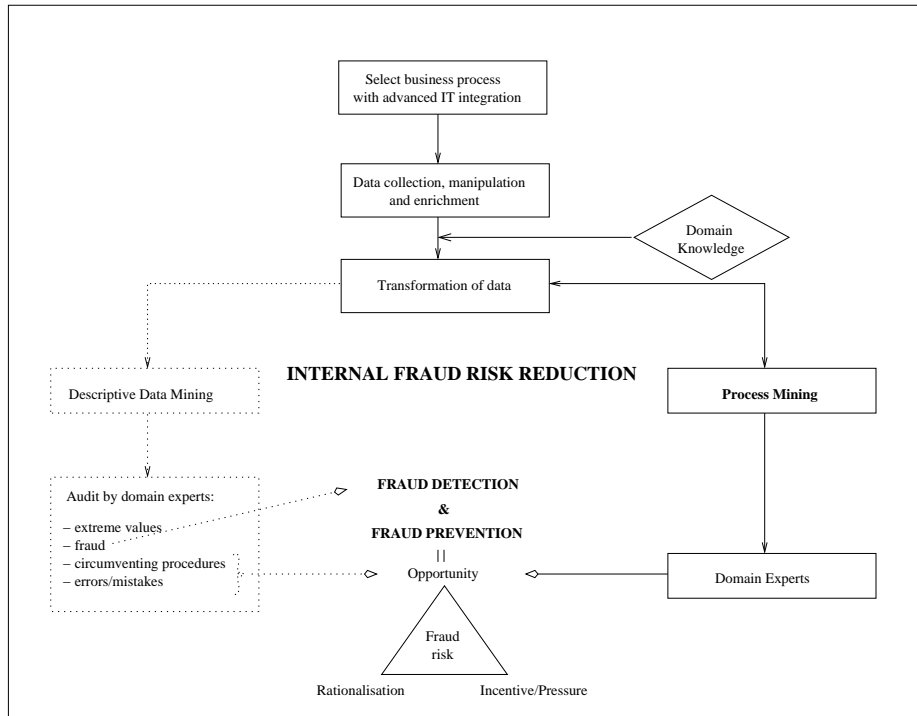 Select business process
with advanced IT integration
Data collection, manipulation
and enrichment
Domain
Knowledge
Transformation of data
INTERNAL FRAUD RISK REDUCTION
Descriptive Data Mining
Process Mining
Audit by domain experts:
– extreme values
– fraud
– circumventing procedures
– errors/mistakes
FRAUD DETECTION
&
FRAUD PREVENTION
Opportunity
Domain Experts
Fraud
risk
Rationalisation
Incentive/Pressure